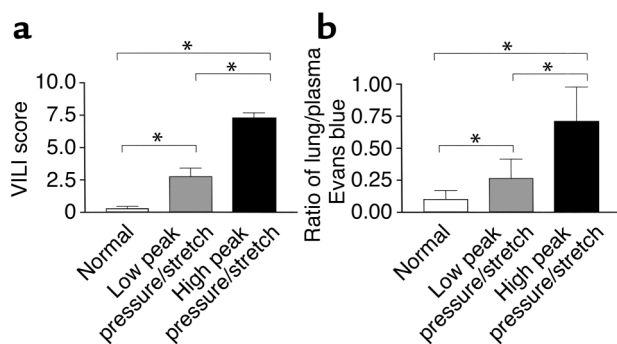 a
VILI score
10.0
7.5
5.0
2.5
0
*
*
*
Normal
Low peak
pressure/stretch
High peak
pressure/stretch
b
Ratio of lung/plasma
Evans blue
1.00
0.75
0.50
0.25
0.00
*
*
*
Normal
Low peak
pressure/stretch
High peak
pressure/stretch